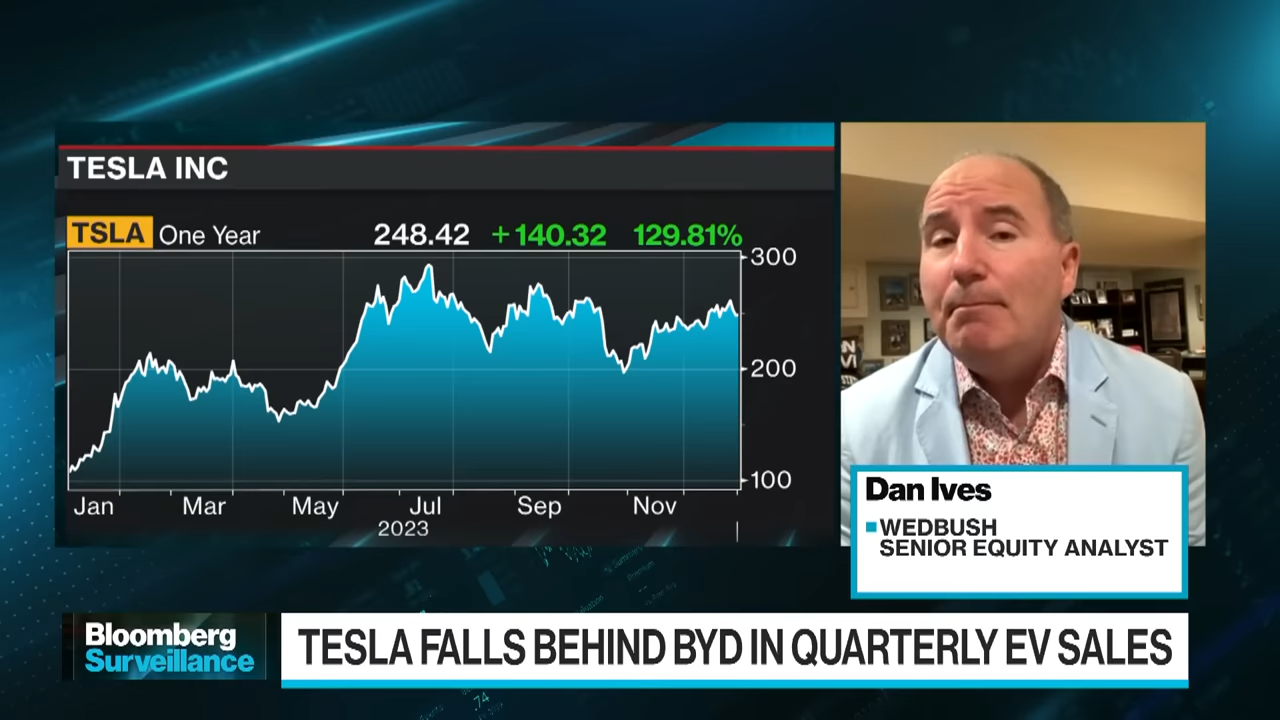 TESLA INC
TSLA One Year 248.42 +140.32 129.81%
300
200
100
Jan Mar May Jul Sep Nov
2023
Dan Ives
WEDBUSH
SENIOR EQUITY ANALYST
Bloomberg
Surveillance
TESLA FALLS BEHIND BYD IN QUARTERLY EV SALES
74